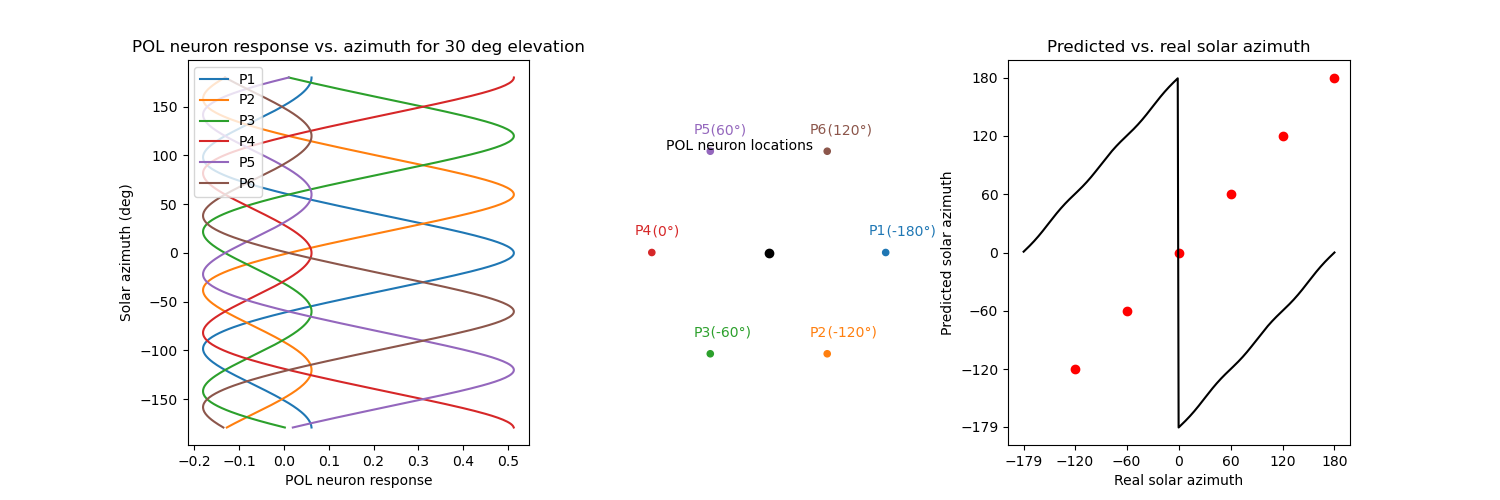 POL neuron response vs. azimuth for 30 deg elevation
P1
P2
P3
P4
P5
P6
Solar azimuth (deg)
150
100
50
0
−50
−100
−150
−0.2 −0.1 0.0 0.1 0.2 0.3 0.4 0.5
POL neuron response
P5(60°) P6(120°)
POL neuron locations
P4(0°) P1(-180°)
P3(-60°) P2(-120°)
Predicted vs. real solar azimuth
Predicted solar azimuth
180
120
60
0
−60
−120
−179
−179 −120 −60 0 60 120 180
Real solar azimuth